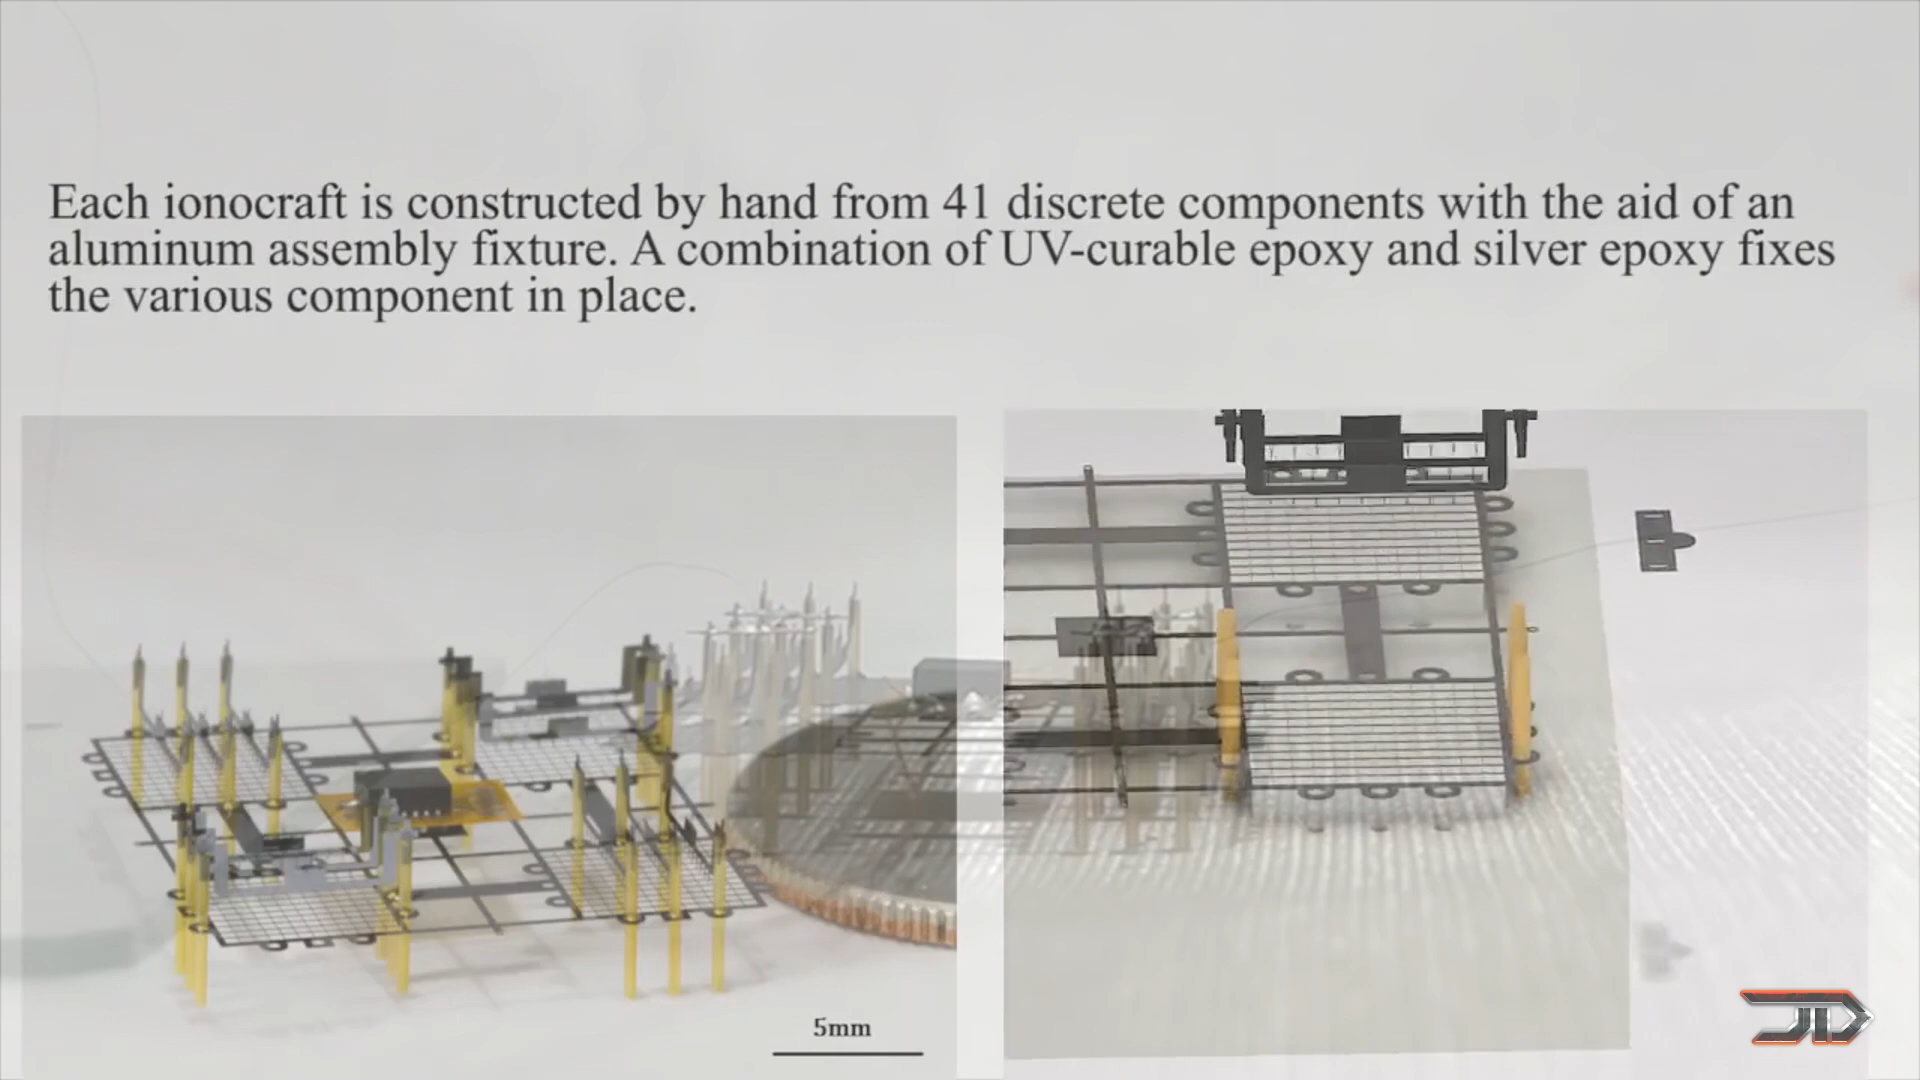 Each ionocraft is constructed by hand from 41 discrete components with the aid of an
aluminum assembly fixture. A combination of UV-curable epoxy and silver epoxy fixes
the various component in place.
5mm
JD